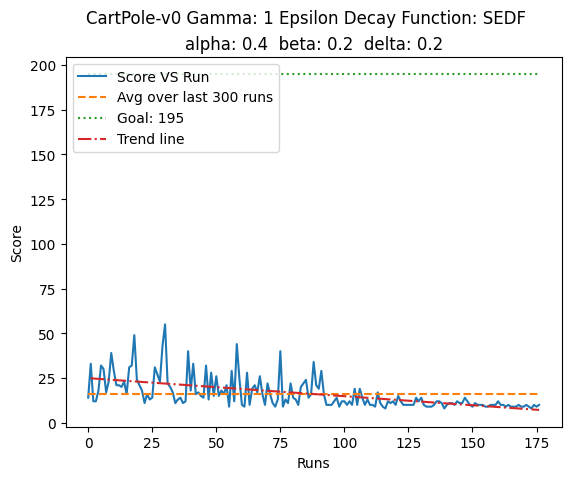 CartPole-v0 Gamma: 1 Epsilon Decay Function: SEDF
alpha: 0.4  beta: 0.2  delta: 0.2
Score VS Run
Avg over last 300 runs
Goal: 195
Trend line
Score
200
175
150
125
100
75
50
25
0
0
25
50
75
100
125
150
175
Runs